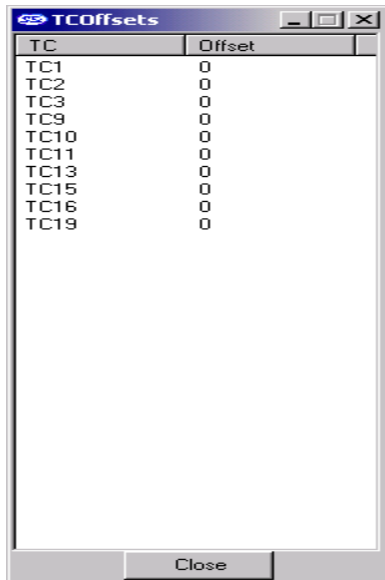 TCOffsets
TC Offset
TC1 0
TC2 0
TC3 0
TC9 0
TC10 0
TC11 0
TC13 0
TC15 0
TC16 0
TC19 0
Close